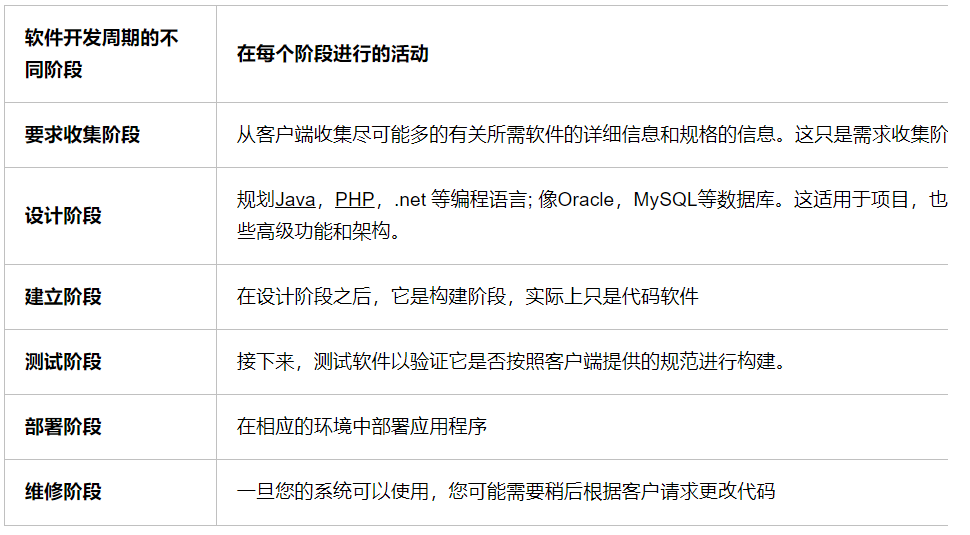 软件开发周期的不
同阶段
在每个阶段进行的活动
要求收集阶段
从客户端收集尽可能多的有关所需软件的详细信息和规格的信息。这只是需求收集阶
设计阶段
规划Java，PHP，.net 等编程语言; 像Oracle，MySQL等数据库。这适用于项目，也
些高级功能和架构。
建立阶段
在设计阶段之后，它是构建阶段，实际上只是代码软件
测试阶段
接下来，测试软件以验证它是否按照客户端提供的规范进行构建。
部署阶段
在相应的环境中部署应用程序
维修阶段
一旦您的系统可以使用，您可能需要稍后根据客户请求更改代码